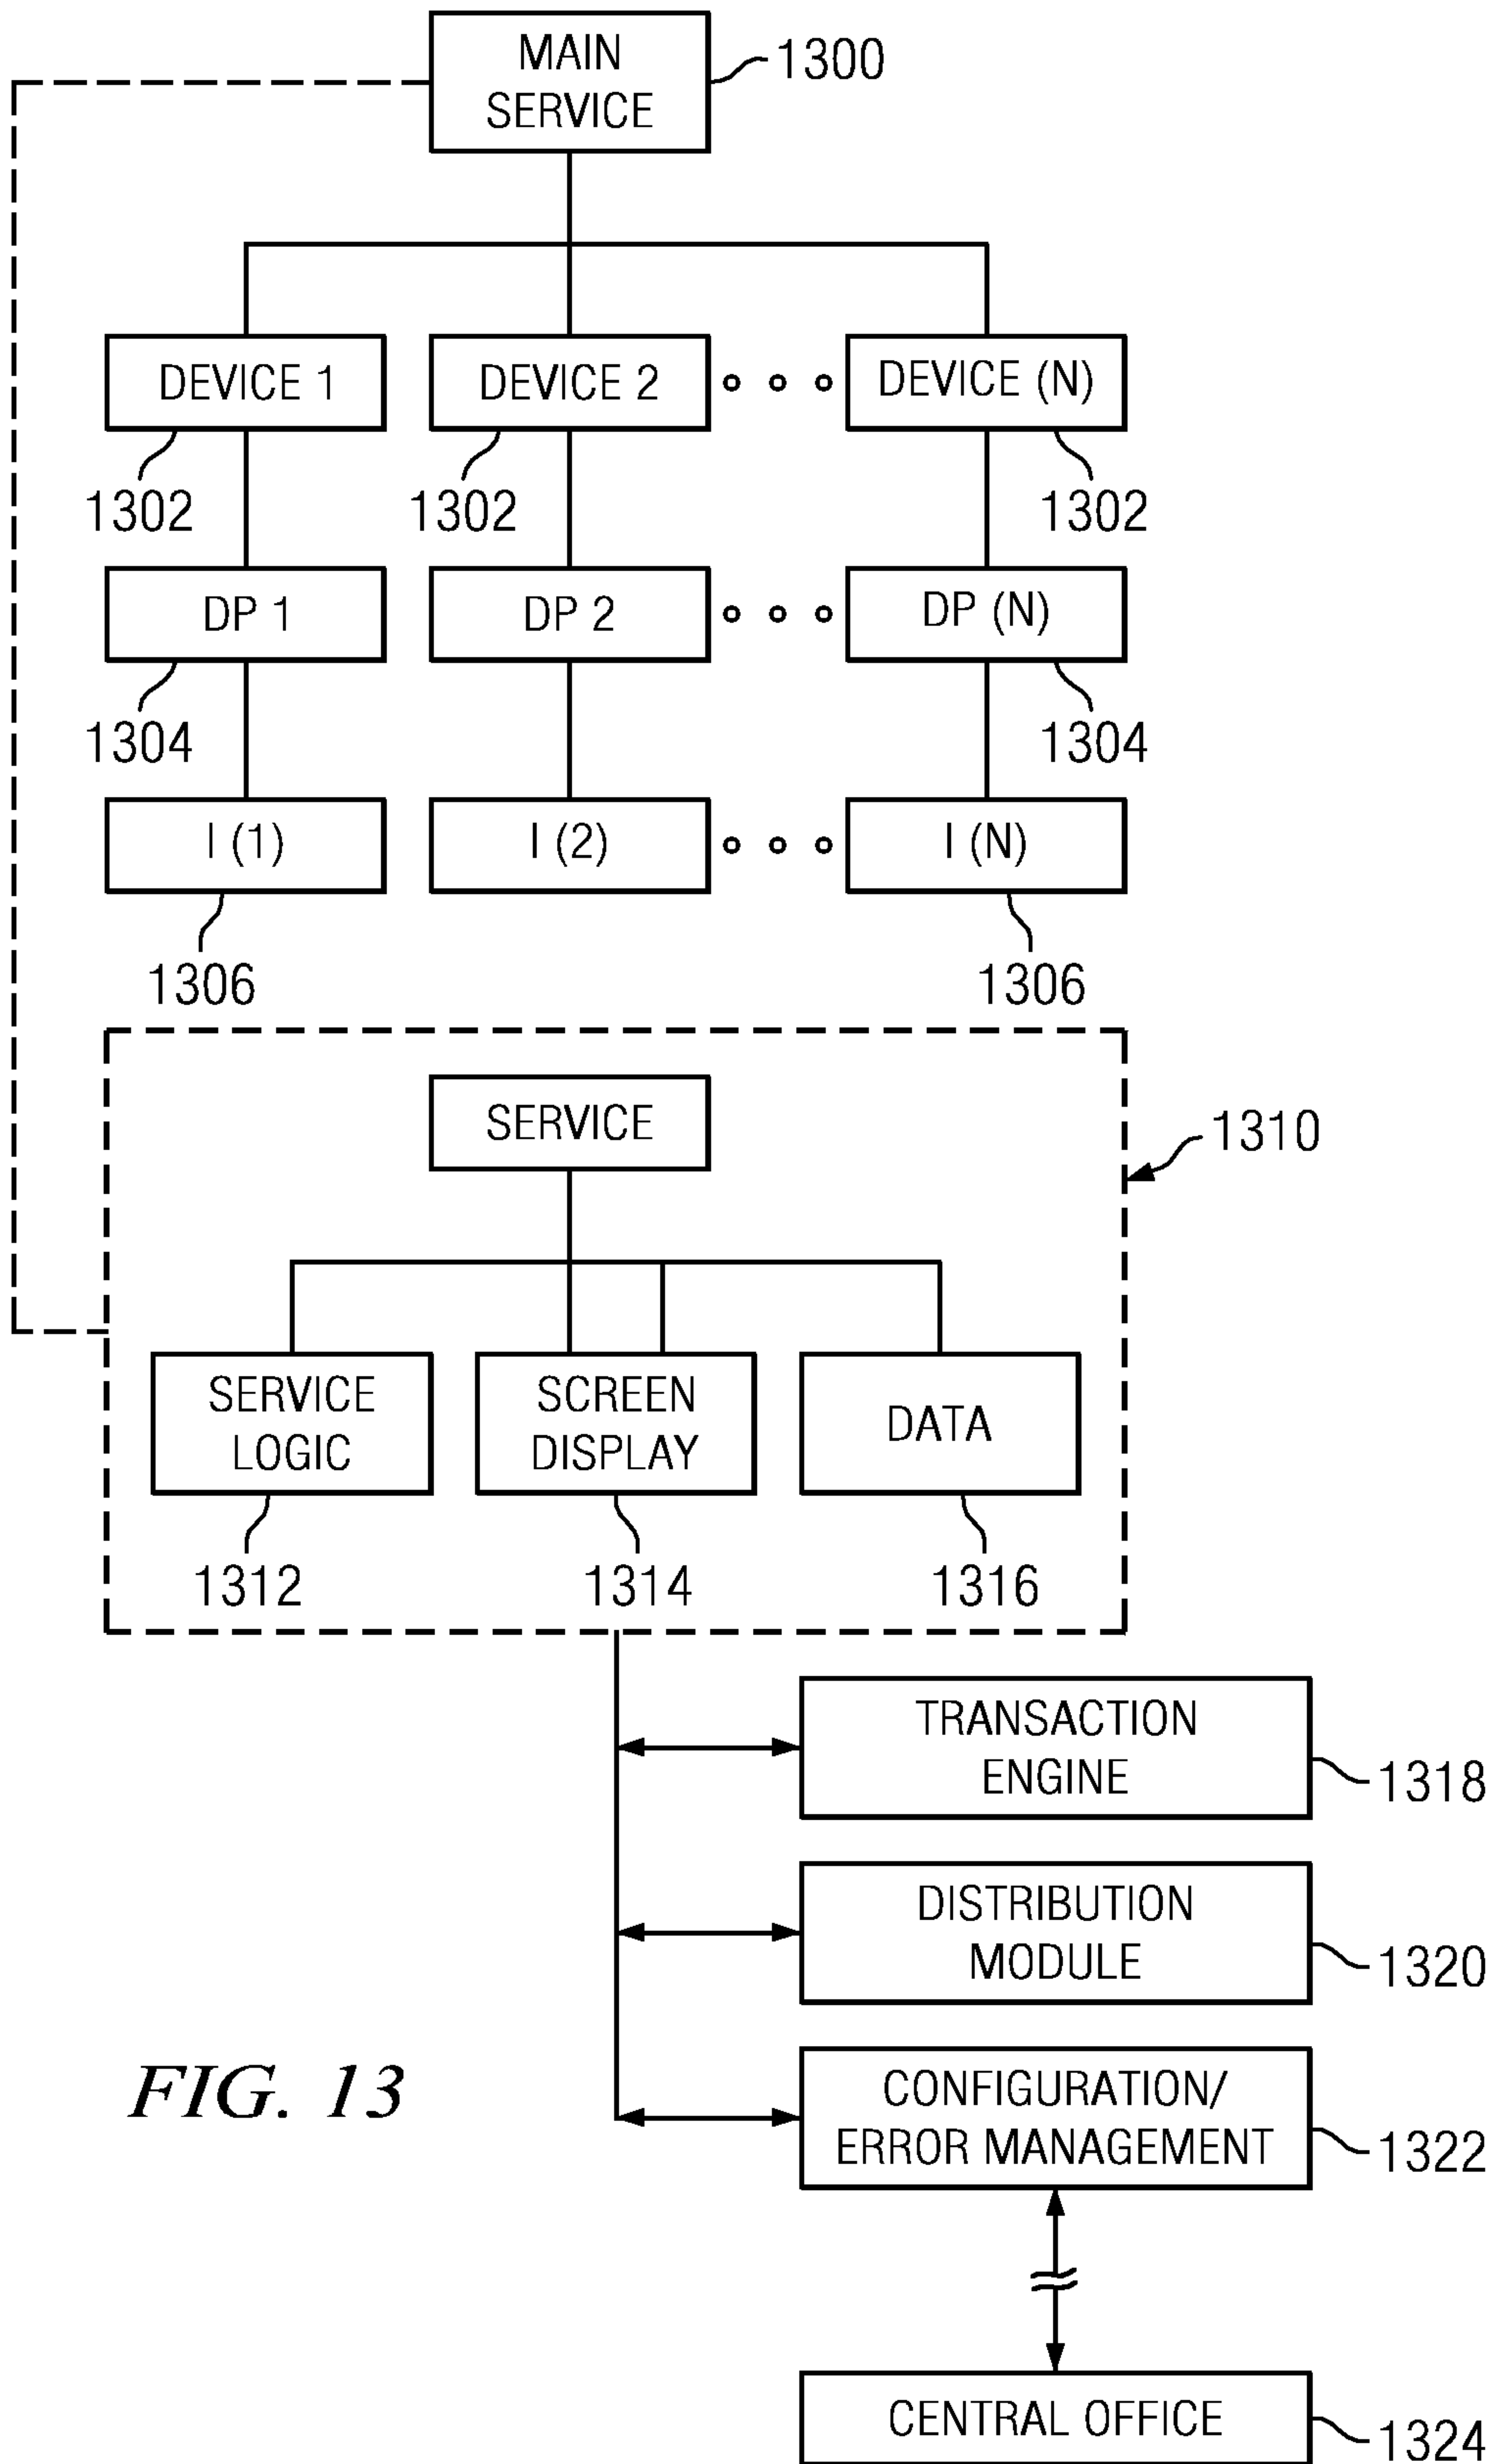 MAIN
SERVICE
1300
DEVICE 1
DEVICE 2
DEVICE (N)
1302
1302
1302
DP 1
DP 2
DP (N)
1304
1304
I (1)
I (2)
I (N)
1306
1306
SERVICE
1310
SERVICE
LOGIC
SCREEN
DISPLAY
DATA
1312
1314
1316
TRANSACTION
ENGINE
1318
DISTRIBUTION
MODULE
1320
CONFIGURATION/
ERROR MANAGEMENT
1322
FIG. 13
CENTRAL OFFICE
1324